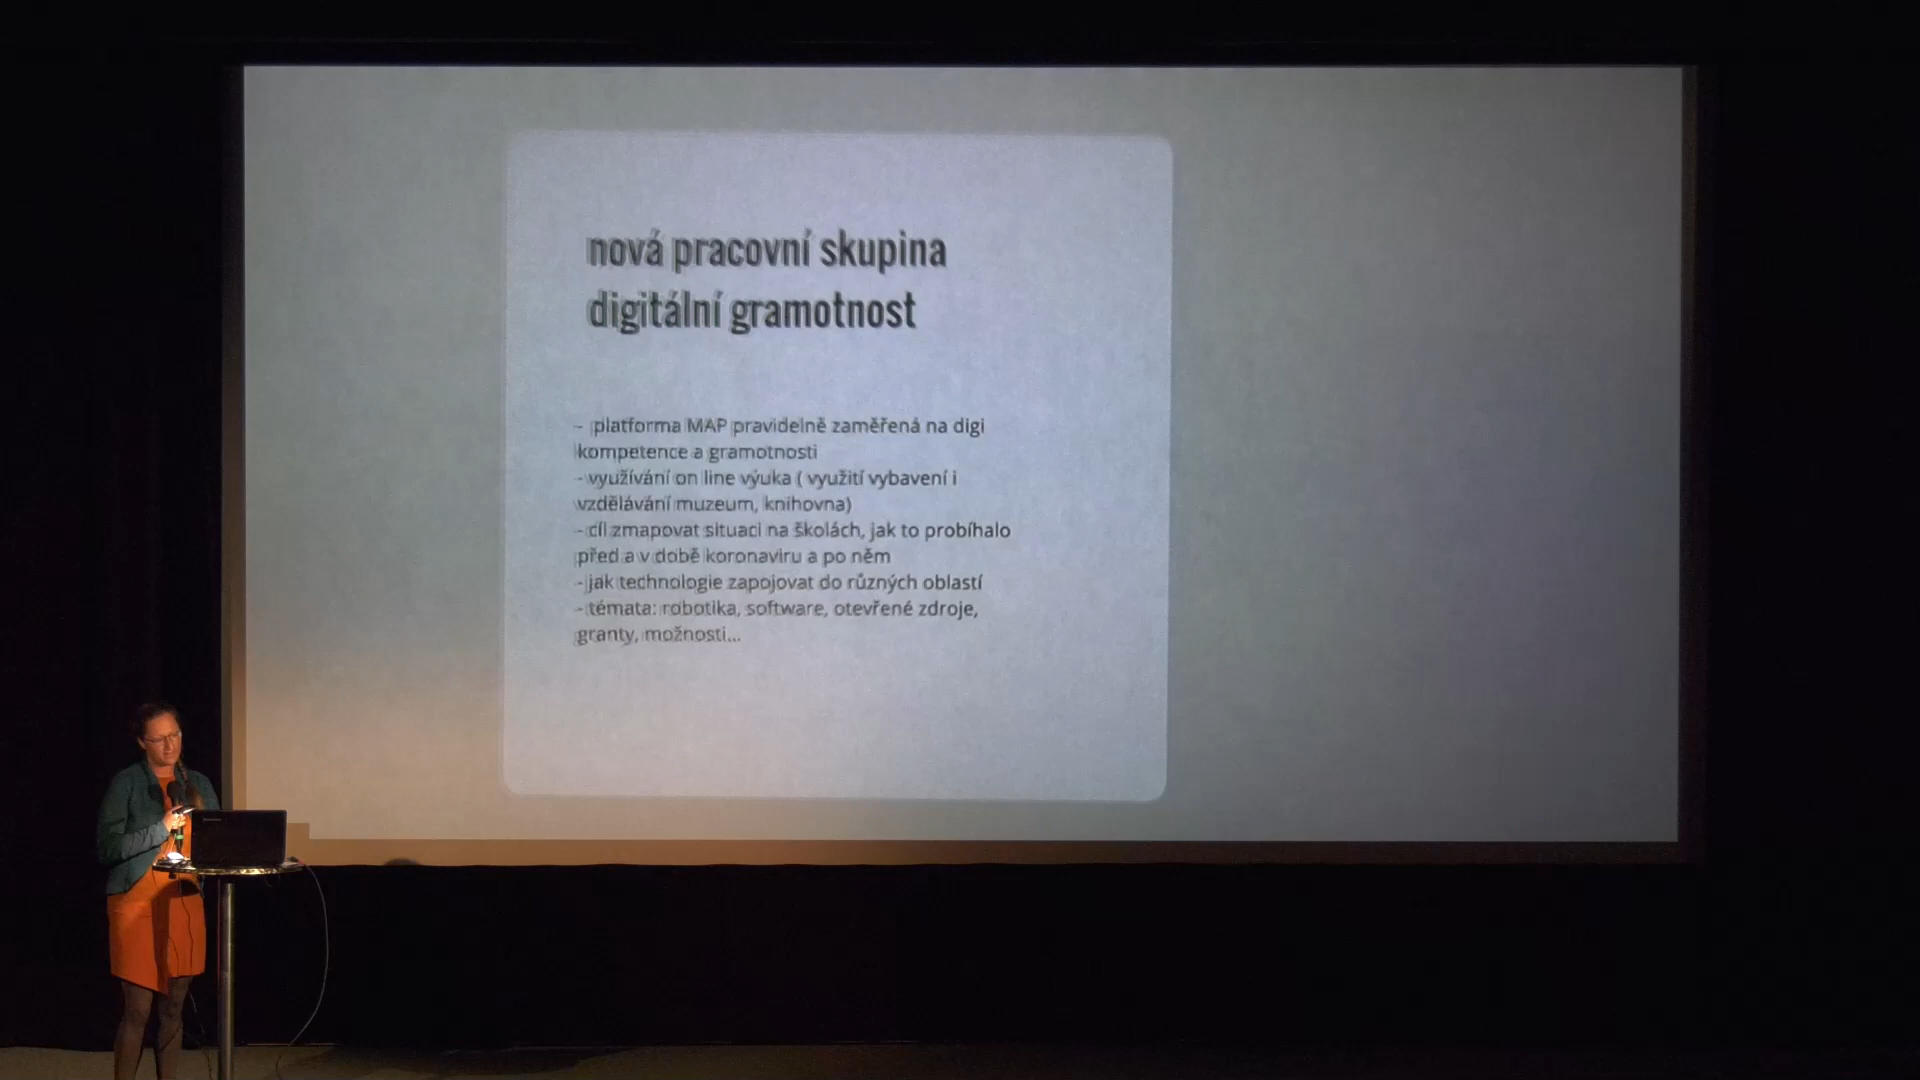 nová pracovní skupina
digitální gramotnost
- platforma MAP pravidelně zaměřená na digi
kompetence a gramotnosti
- využívání on line výuka ( využití vybavení i
vzdělávání muzeum, knihovna)
- cíl zmapovat situaci na školách, jak to probíhalo
před a v době koronaviru a po něm
- jak technologie zapojovat do různých oblastí
- témata: robotika, software, otevřené zdroje,
granty, možnosti...